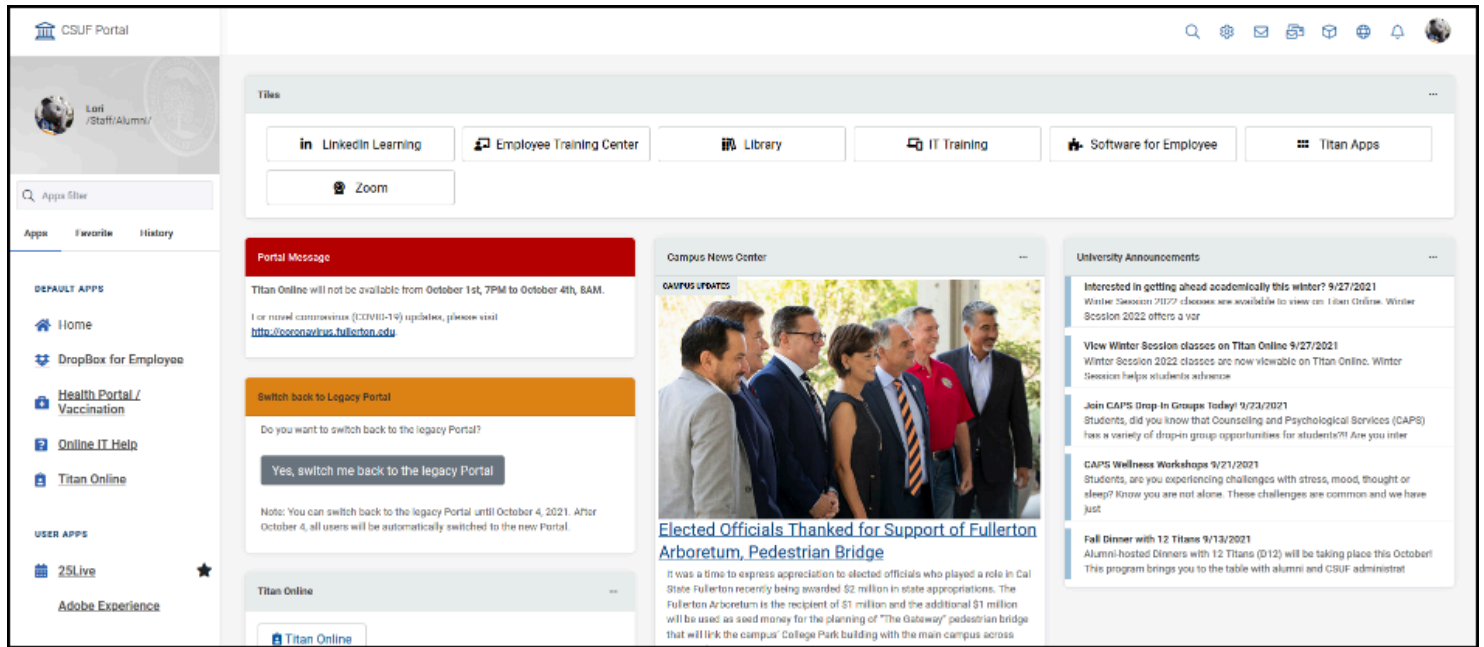 CSUF Portal
Lori
/Staff/Alumni/
Apps filter
Apps Favorite History
DEFAULT APPS
Home
DropBox for Employee
Health Portal /
Vaccination
Online IT Help
Titan Online
USER APPS
25Live
Adobe Experience
Tiles
...
in LinkedIn Learning
Employee Training Center
Library
IT Training
Software for Employee
Titan Apps
Zoom
Portal Message
Titan Online will not be available from October 1st, 7PM to October 4th, 8AM.
For novel coronavirus (COVID-19) updates, please visit
http://coronavirus.fullerton.edu.
Switch back to Legacy Portal
Do you want to switch back to the legacy Portal?
Yes, switch me back to the legacy Portal
Note: You can switch back to the legacy Portal until October 4, 2021. After
October 4, all users will be automatically switched to the new Portal.
Titan Online
...
Titan Online
Campus News Center
...
CAMPUS UPDATES
Elected Officials Thanked for Support of Fullerton
Arboretum, Pedestrian Bridge
It was a time to express appreciation to elected officials who played a role in Cal
State Fullerton recently being awarded $2 million in state appropriations. The
Fullerton Arboretum is the recipient of $1 million and the additional $1 million
will be used as seed money for the planning of "The Gateway" pedestrian bridge
that will link the campus' College Park building with the main campus across
University Announcements
...
Interested in getting ahead academically this winter? 9/27/2021
Winter Session 2022 classes are available to view on Titan Online. Winter
Session 2022 offers a var
View Winter Session classes on Titan Online 9/27/2021
Winter Session 2022 classes are now viewable on Titan Online. Winter
Session helps students advance
Join CAPS Drop-In Groups Today! 9/23/2021
Students, did you know that Counseling and Psychological Services (CAPS)
has a variety of drop-in group opportunities for students?!! Are you inter
CAPS Wellness Workshops 9/21/2021
Students, are you experiencing challenges with stress, mood, thought or
sleep? Know you are not alone. These challenges are common and we have
just
Fall Dinner with 12 Titans 9/13/2021
Alumni-hosted Dinners with 12 Titans (D12) will be taking place this October!
This program brings you to the table with alumni and CSUF administrat